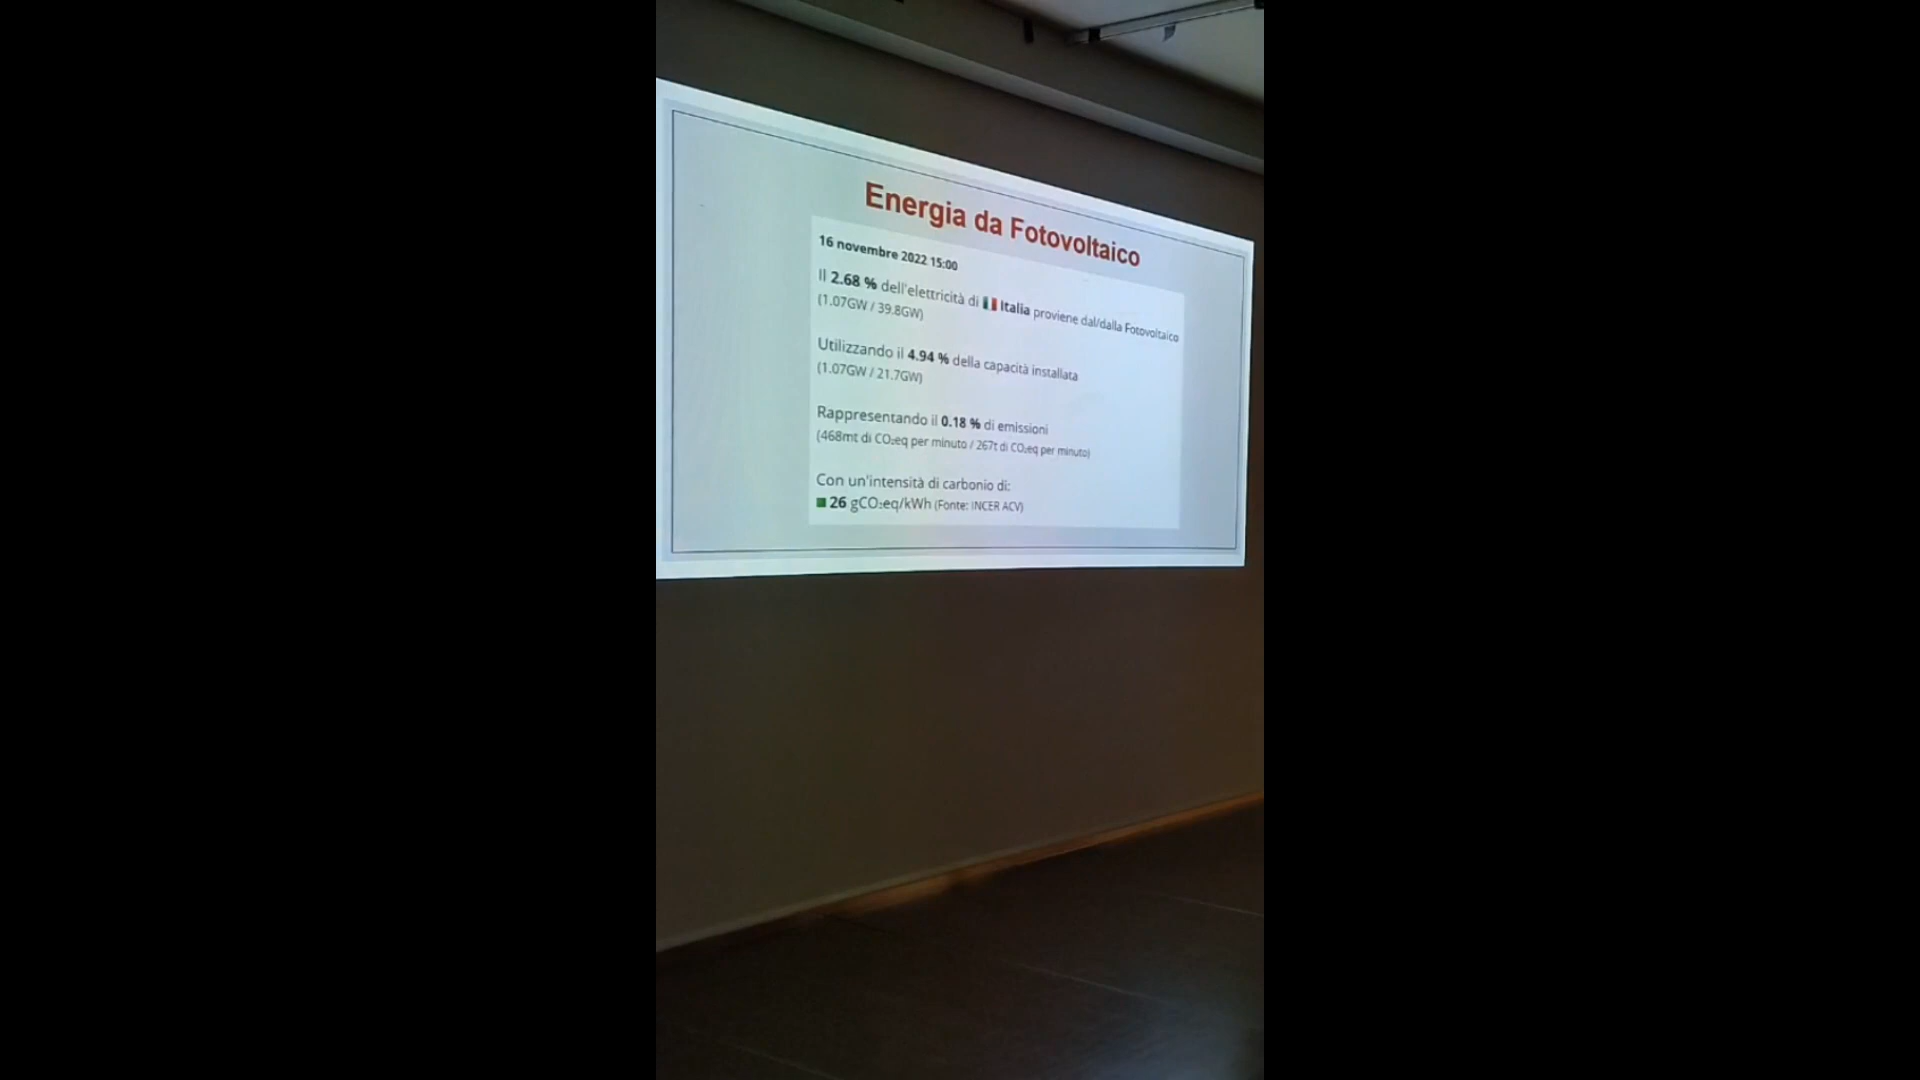 Energia da Fotovoltaico
16 novembre 2022 15:00
Il 2.68 % dell'elettricità di Italia proviene dal/dalla Fotovoltaico
(1.07GW / 39.8GW)
Utilizzando il 4.94 % della capacità installata
(1.07GW / 21.7GW)
Rappresentando il 0.18 % di emissioni
(468mt di CO₂eq per minuto / 267t di CO₂eq per minuto)
Con un'intensità di carbonio di:
26 gCO₂eq/kWh (Fonte: INCER ACV)